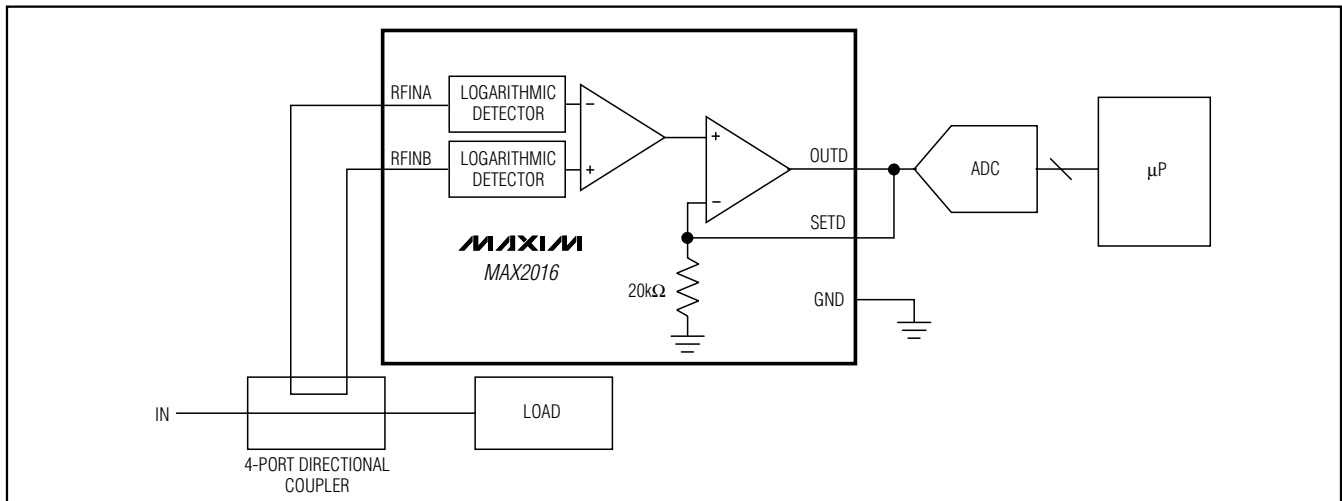 RFINA
LOGARITHMIC
DETECTOR
−
RFINB
LOGARITHMIC
DETECTOR
+
+
−
OUTD
SETD
GND
MAXIM
MAX2016
20kΩ
ADC
μP
IN
LOAD
4-PORT DIRECTIONAL
COUPLER